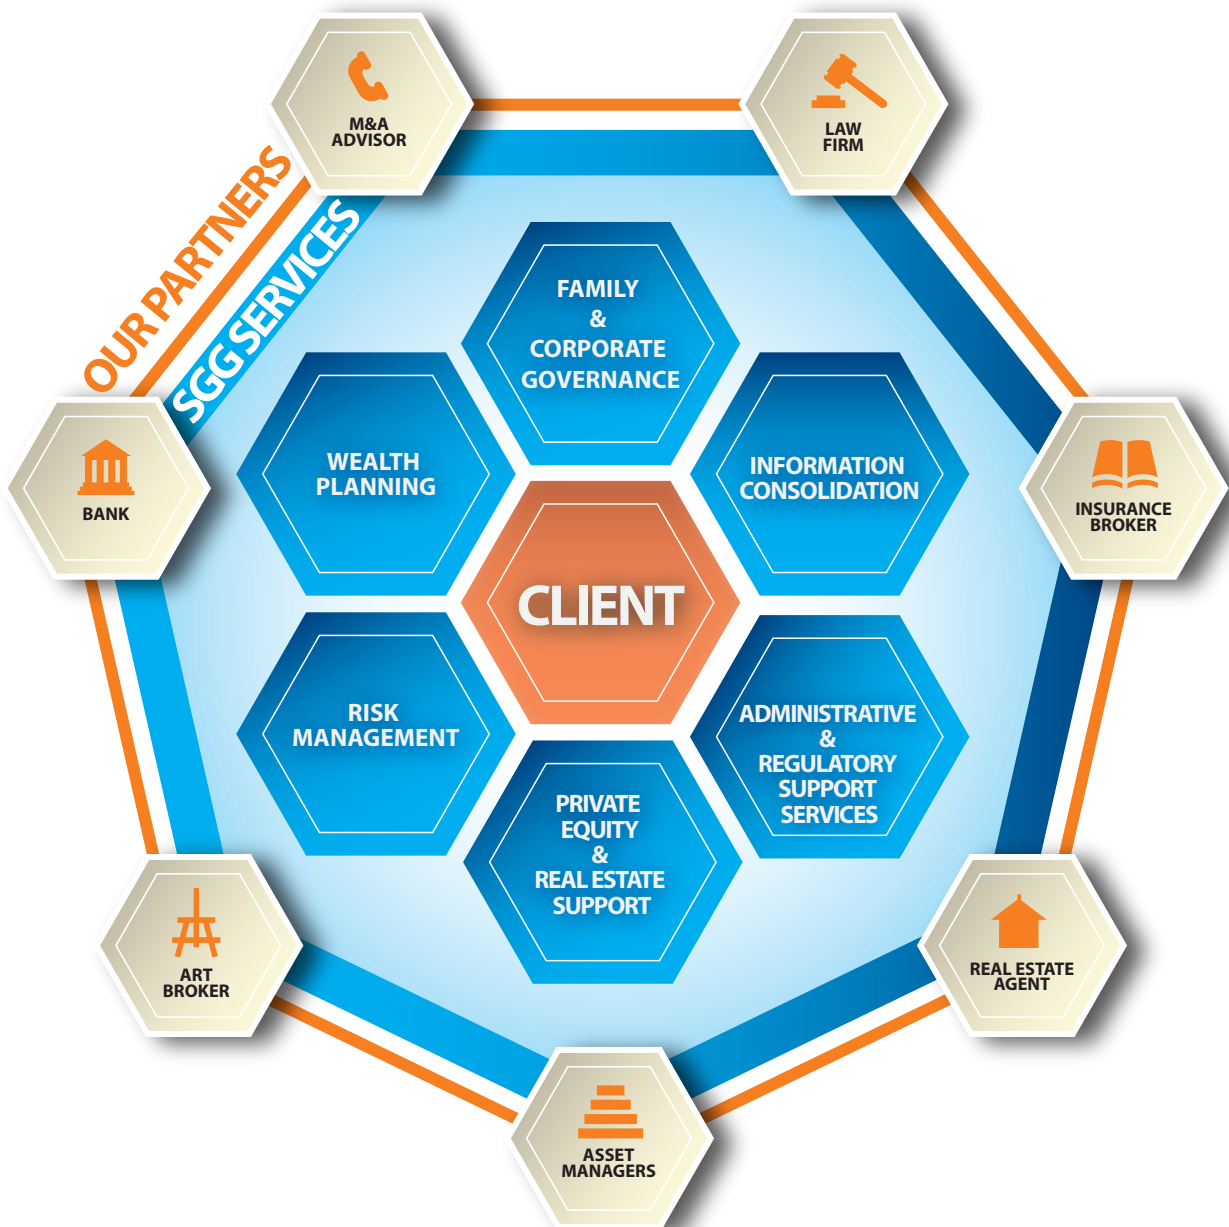 M&A
ADVISOR
LAW
FIRM
OUR PARTNERS
SGG SERVICES
FAMILY
&
CORPORATE
GOVERNANCE
WEALTH
PLANNING
INFORMATION
CONSOLIDATION
BANK
INSURANCE
BROKER
CLIENT
RISK
MANAGEMENT
ADMINISTRATIVE
&
REGULATORY
SUPPORT
SERVICES
PRIVATE
EQUITY
&
REAL ESTATE
SUPPORT
ART
BROKER
REAL ESTATE
AGENT
ASSET
MANAGERS